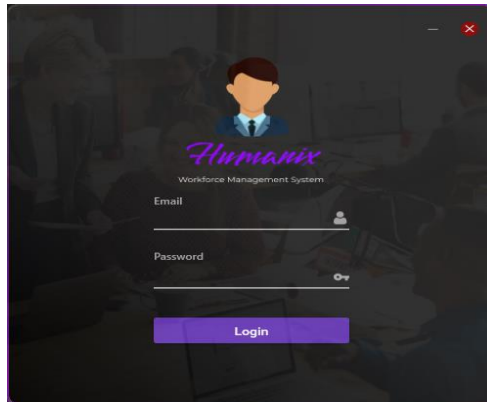 Humanix
Workforce Management System
Email
Password
Login